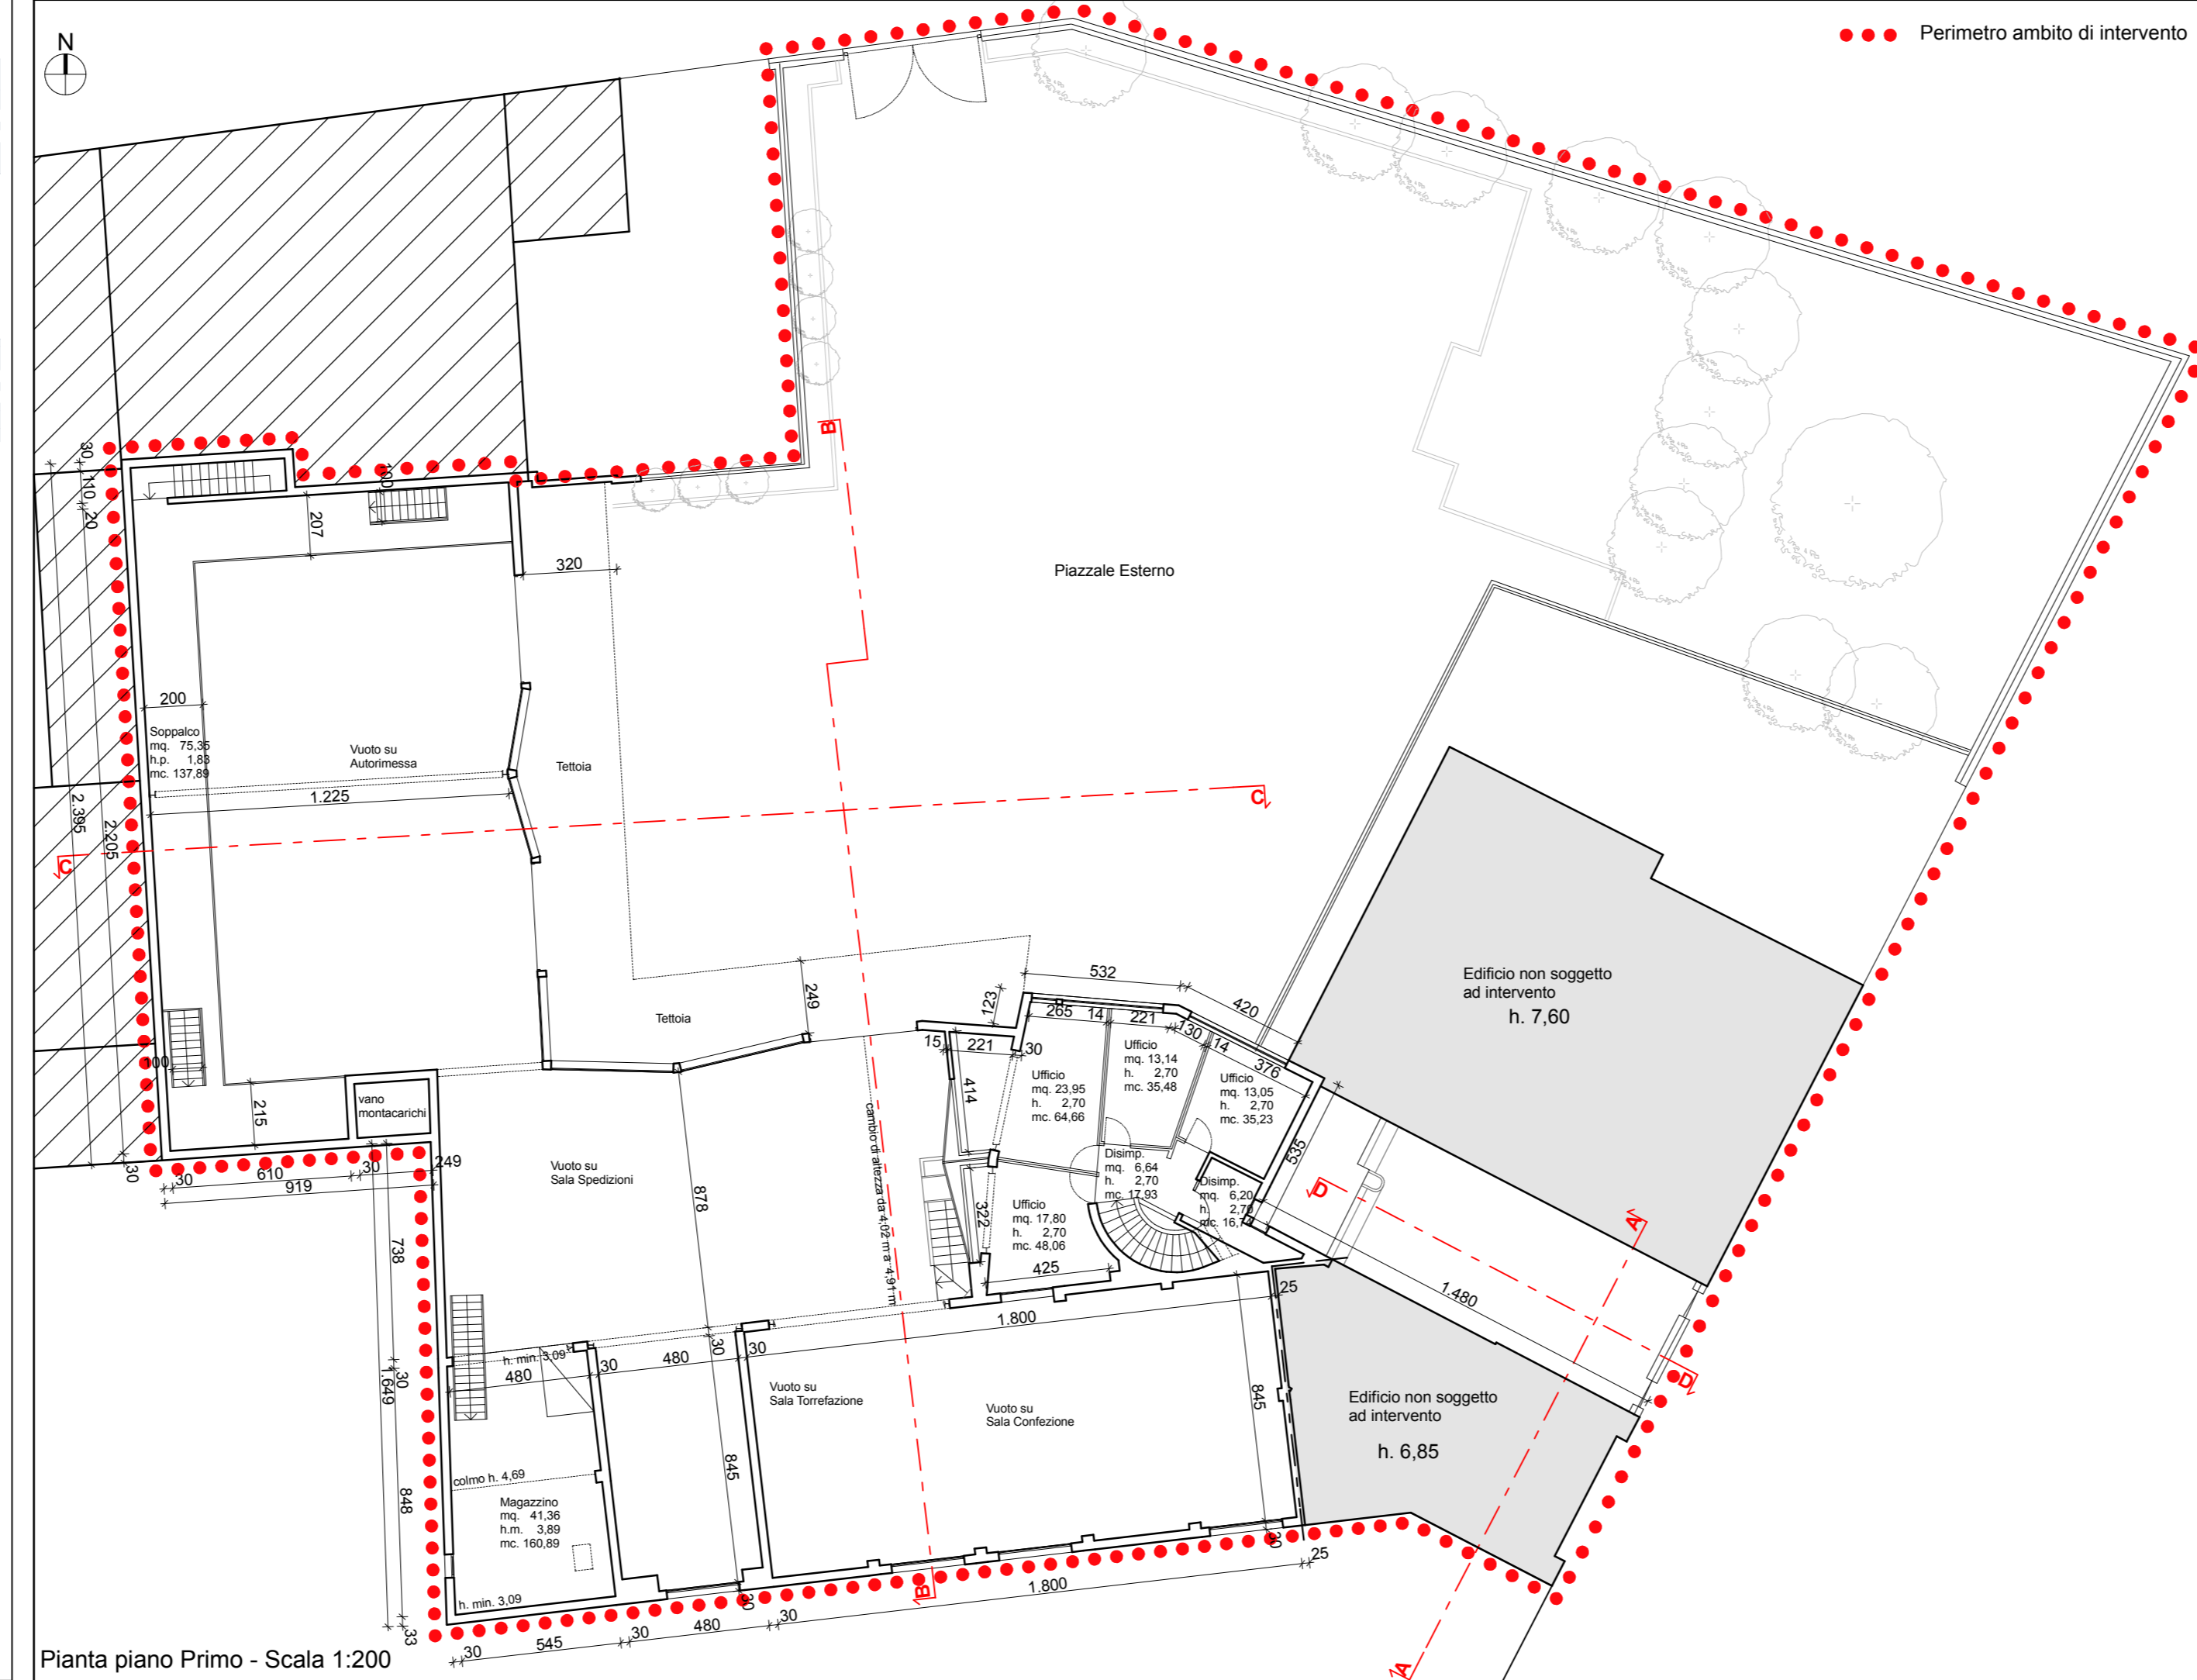 N
Perimetro ambito di intervento
B
30
110
20
100
207
320
Piazzale Esterno
200
Soppalco
mq. 75,35
h.p. 1,83
mc. 137,89
Vuoto su
Autorimessa
Tettoia
1.225
2.395
2.205
C
C
Edificio non soggetto
ad intervento
h. 7,60
249
Tettoia
532
123
420
265
14
221
130
14
376
15
221
30
414
Ufficio
mq. 23,95
h. 2,70
mc. 64,66
Ufficio
mq. 13,14
h. 2,70
mc. 35,48
Ufficio
mq. 13,05
h. 2,70
mc. 35,23
100
215
vano
montacarichi
cambio di altezza da 4,02 m a 4,91 m
535
30
30
610
30
249
919
Vuoto su
Sala Spedizioni
878
322
Disimp.
mq. 6,64
h. 2,70
mc. 17,93
Disimp.
mq. 6,20
h. 2,70
mc. 16,74
Ufficio
mq. 17,80
h. 2,70
mc. 48,06
425
D
A
738
1.480
25
1.800
30
h. min. 3,09
480
30
480
30
30
1.649
Vuoto su
Sala Torrefazione
Vuoto su
Sala Confezione
845
D
Edificio non soggetto
ad intervento
h. 6,85
845
colmo h. 4,69
848
Magazzino
mq. 41,36
h.m. 3,89
mc. 160,89
30
25
h. min. 3,09
30
B
1.800
33
30
545
30
480
30
A
Pianta piano Primo - Scala 1:200